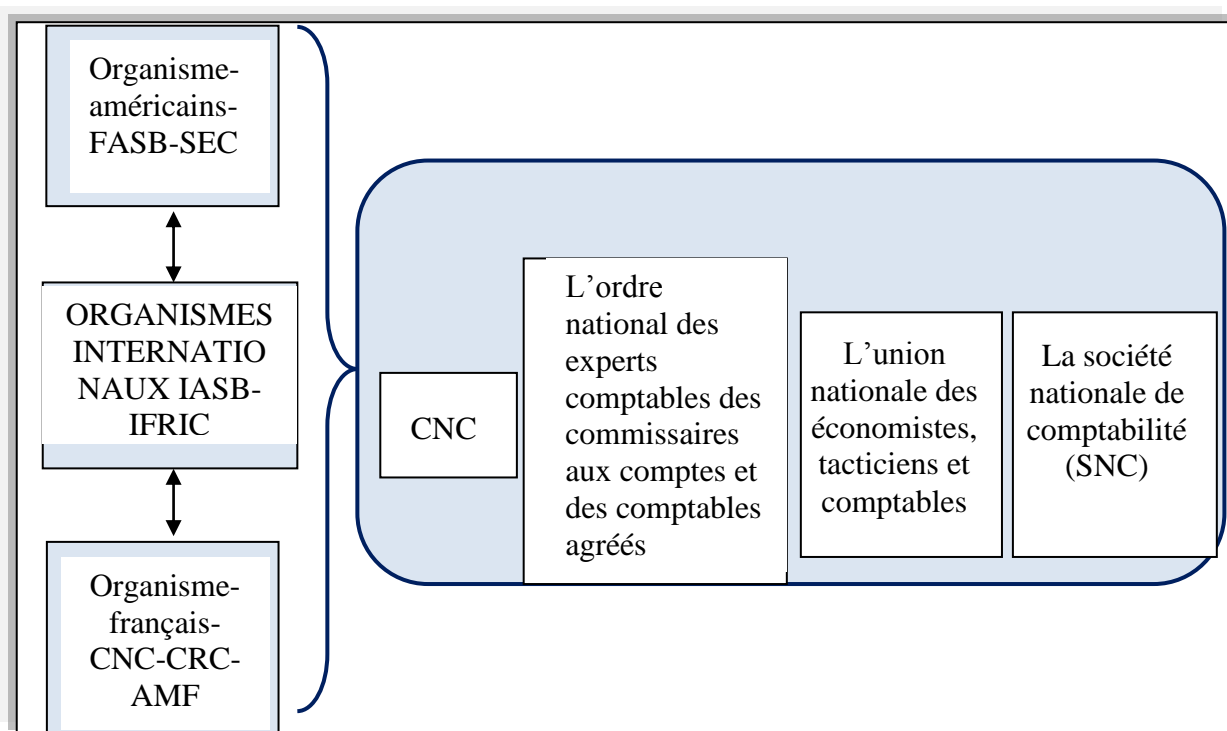 Organisme-
américains-
FASB-SEC
ORGANISMES
INTERNATIO
NAUX IASB-
IFRIC
Organisme-
français-
CNC-CRC-
AMF
CNC
L’ordre
national des
experts
comptables des
commissaires
aux comptes et
des comptables
agréés
L’union
nationale des
économistes,
tacticiens et
comptables
La société
nationale de
comptabilité
(SNC)